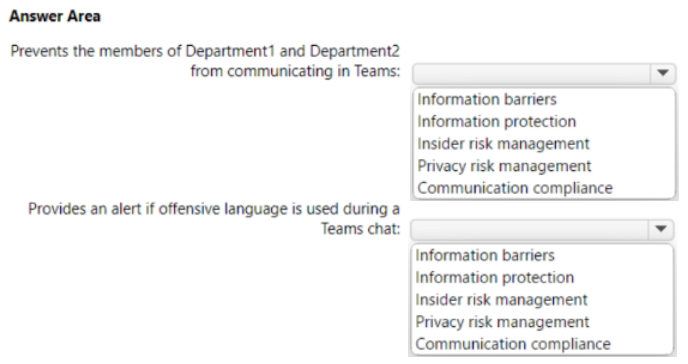 Answer Area
Prevents the members of Department1 and Department2
from communicating in Teams:
Information barriers
Information protection
Insider risk management
Privacy risk management
Communication compliance
Provides an alert if offensive language is used during a
Teams chat:
Information barriers
Information protection
Insider risk management
Privacy risk management
Communication compliance